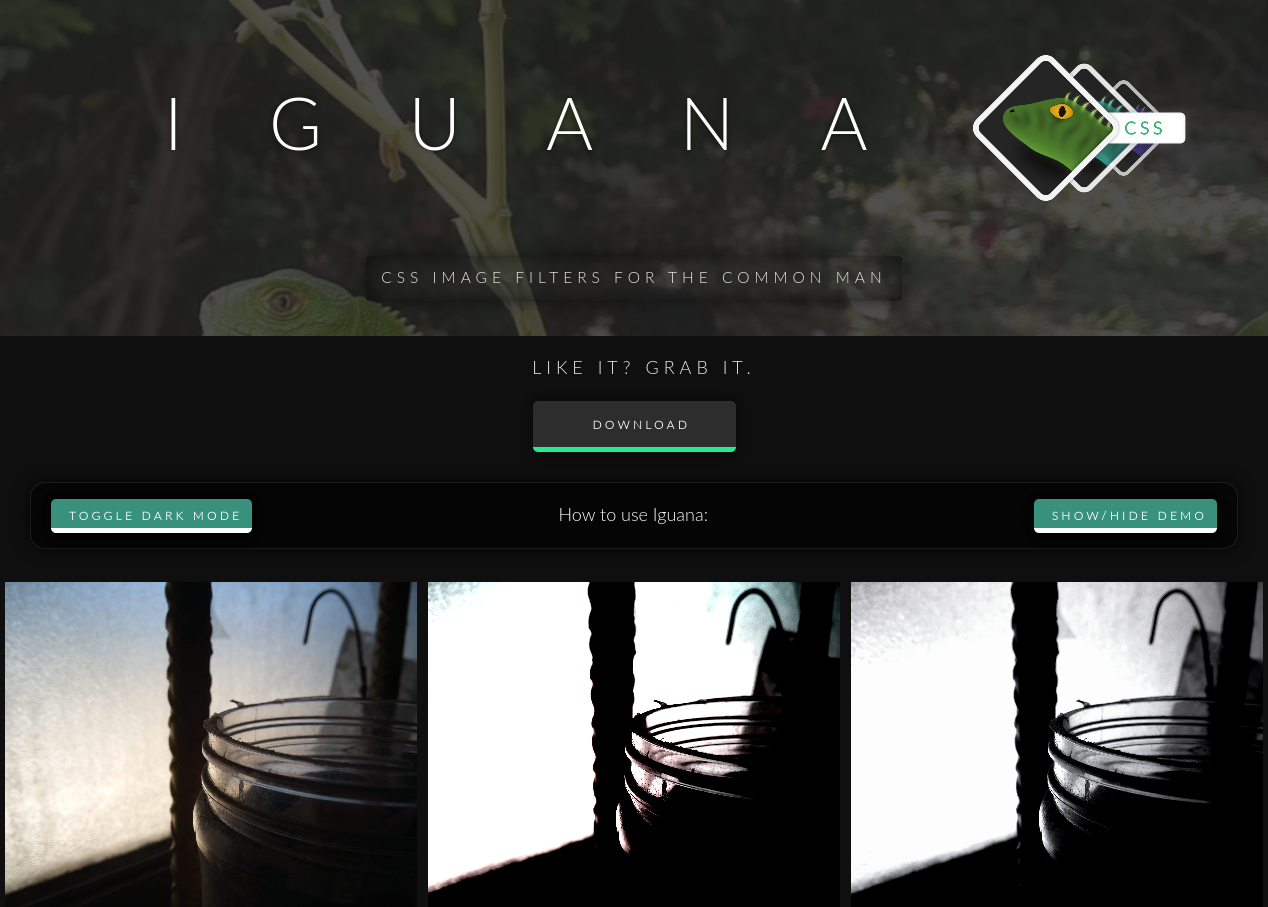 IGUANA
CSS
CSS IMAGE FILTERS FOR THE COMMON MAN
LIKE IT? GRAB IT.
DOWNLOAD
TOGGLE DARK MODE
How to use Iguana:
SHOW/HIDE DEMO